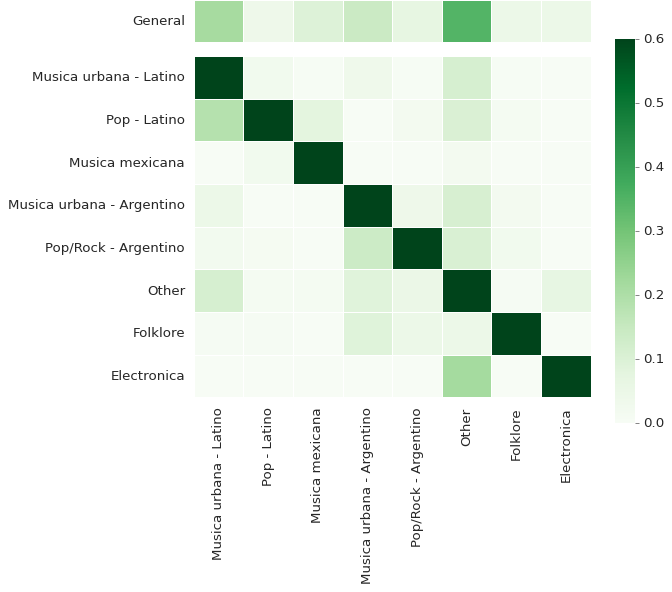 General
Musica urbana - Latino
Pop - Latino
Musica mexicana
Musica urbana - Argentino
Pop/Rock - Argentino
Other
Folklore
Electronica
Musica urbana - Latino
Pop - Latino
Musica mexicana
Musica urbana - Argentino
Pop/Rock - Argentino
Other
Folklore
Electronica
0.6
0.5
0.4
0.3
0.2
0.1
0.0